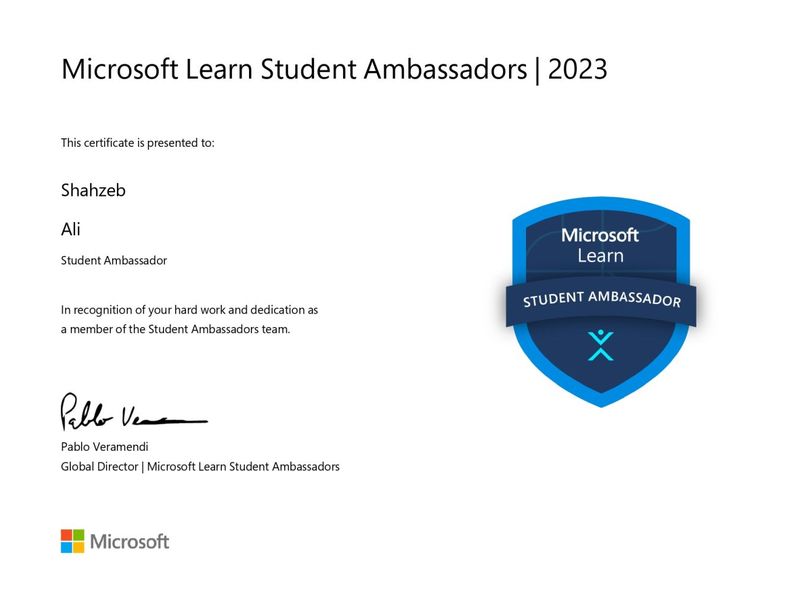 Microsoft Learn Student Ambassadors | 2023
This certificate is presented to:
Shahzeb
Ali
Student Ambassador
In recognition of your hard work and dedication as
a member of the Student Ambassadors team.
Microsoft
Learn
STUDENT AMBASSADOR
Pablo Veramendi
Global Director | Microsoft Learn Student Ambassadors
Microsoft